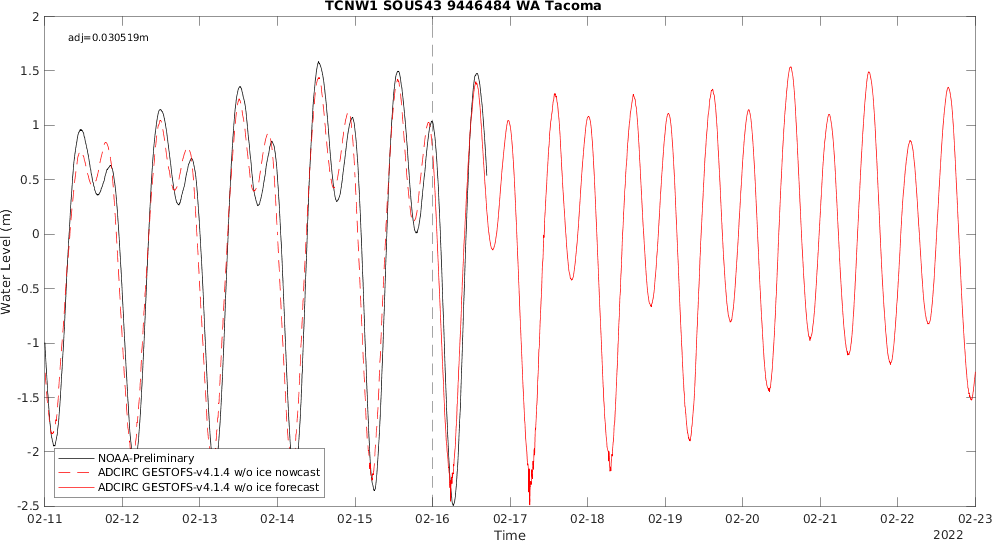 TCNW1 SOUS43 9446484 WA Tacoma
adj=0.030519m
Water Level (m)
2
1.5
1
0.5
0
-0.5
-1
-1.5
-2
-2.5
NOAA-Preliminary
ADCIRC GESTOFS-v4.1.4 w/o ice nowcast
ADCIRC GESTOFS-v4.1.4 w/o ice forecast
02-11 02-12 02-13 02-14 02-15 02-16 02-17 02-18 02-19 02-20 02-21 02-22 02-23
Time
2022